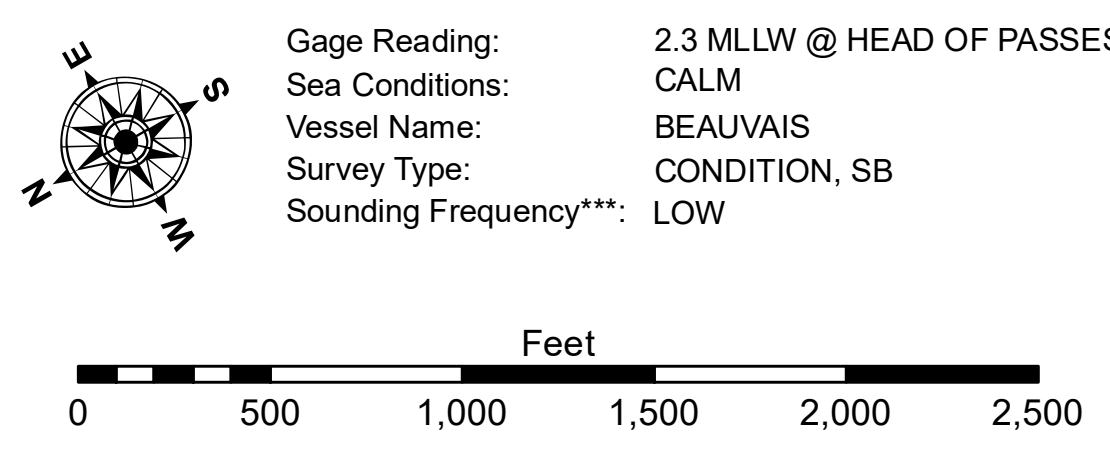 E
S
N
W
Gage Reading: 2.3 MLLW @ HEAD OF PASSES
Sea Conditions: CALM
Vessel Name: BEAUVAIS
Survey Type: CONDITION, SB
Sounding Frequency***: LOW
Feet
0 500 1,000 1,500 2,000 2,500